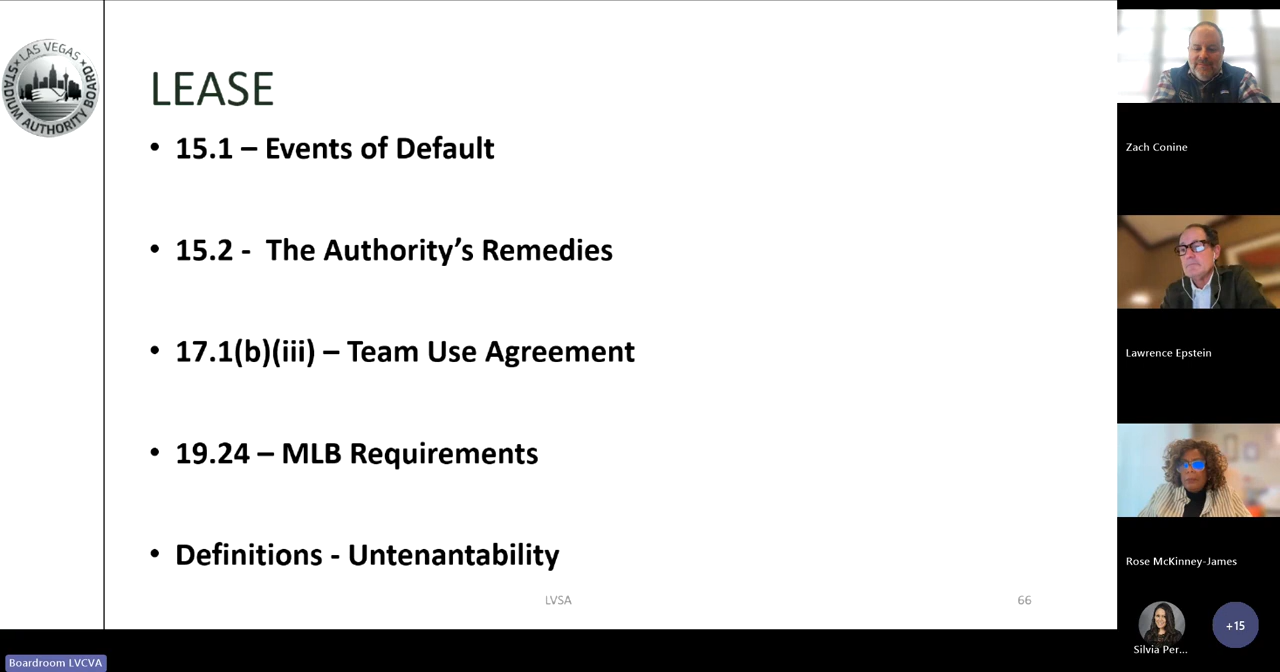 LAS VEGAS
STADIUM AUTHORITY BOARD
LEASE
• 15.1 – Events of Default
• 15.2 - The Authority’s Remedies
• 17.1(b)(iii) – Team Use Agreement
• 19.24 – MLB Requirements
• Definitions - Untenantability
LVSA
66
Zach Conine
Lawrence Epstein
Rose McKinney-James
Silvia Per...
+15
Boardroom LVCVA